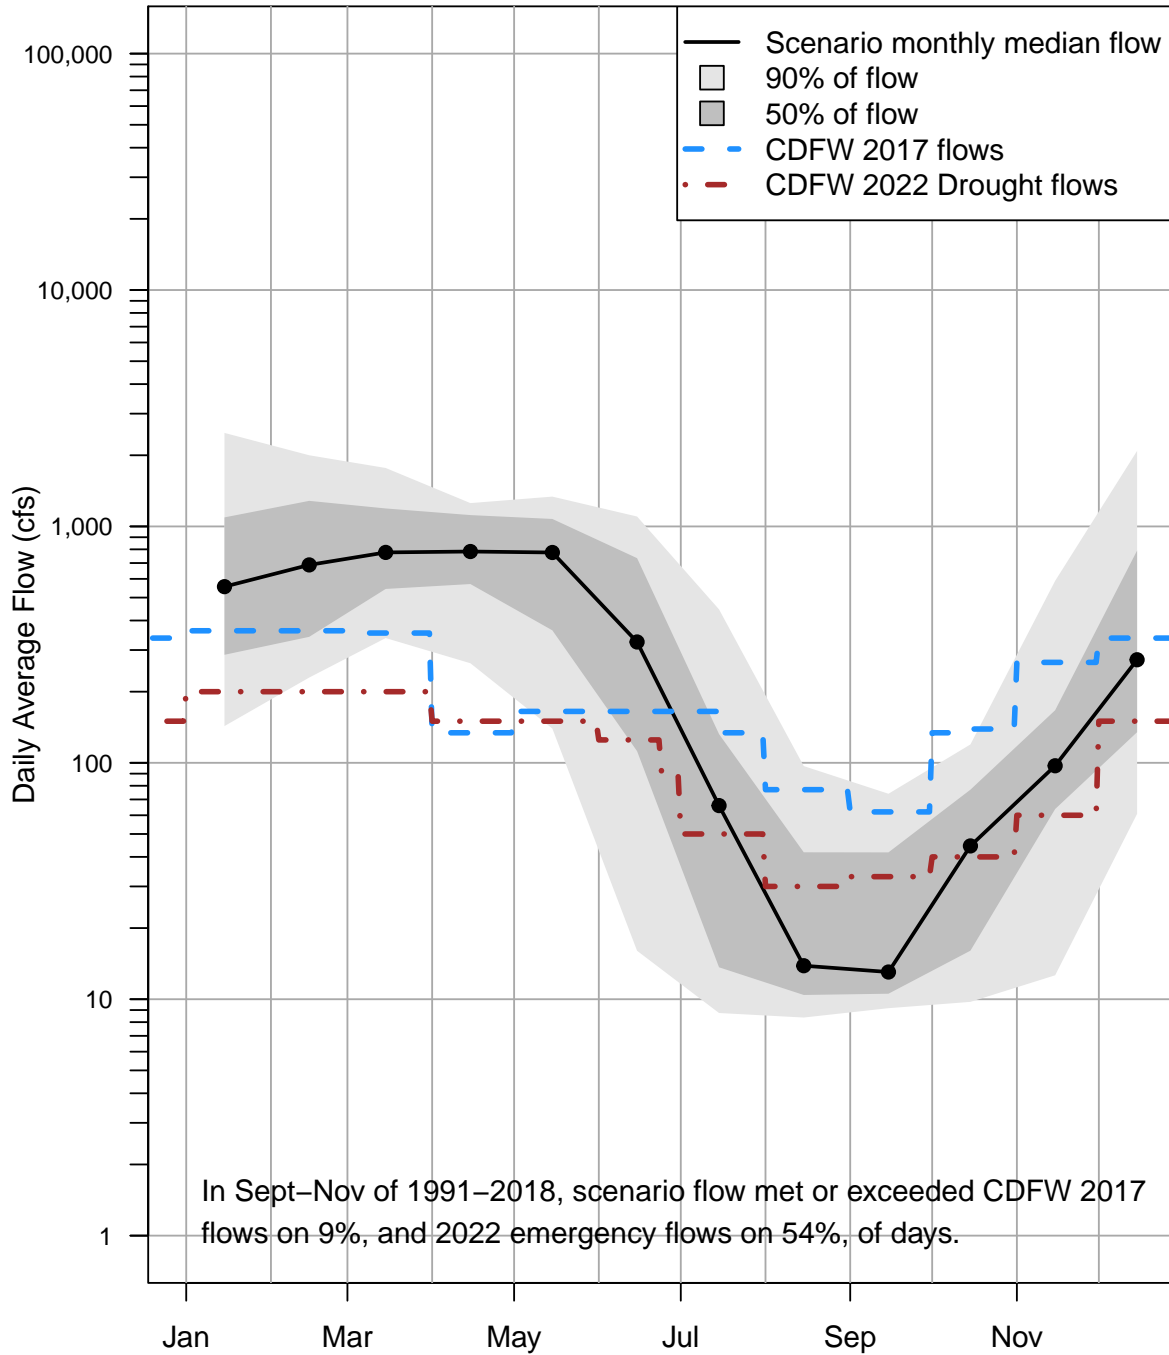 Scenario monthly median flow
90% of flow
50% of flow
CDFW 2017 flows
CDFW 2022 Drought flows
Daily Average Flow (cfs)
100,000
10,000
1,000
100
10
1
In Sept−Nov of 1991−2018, scenario flow met or exceeded CDFW 2017
flows on 9%, and 2022 emergency flows on 54%, of days.
Jan Mar May Jul Sep Nov